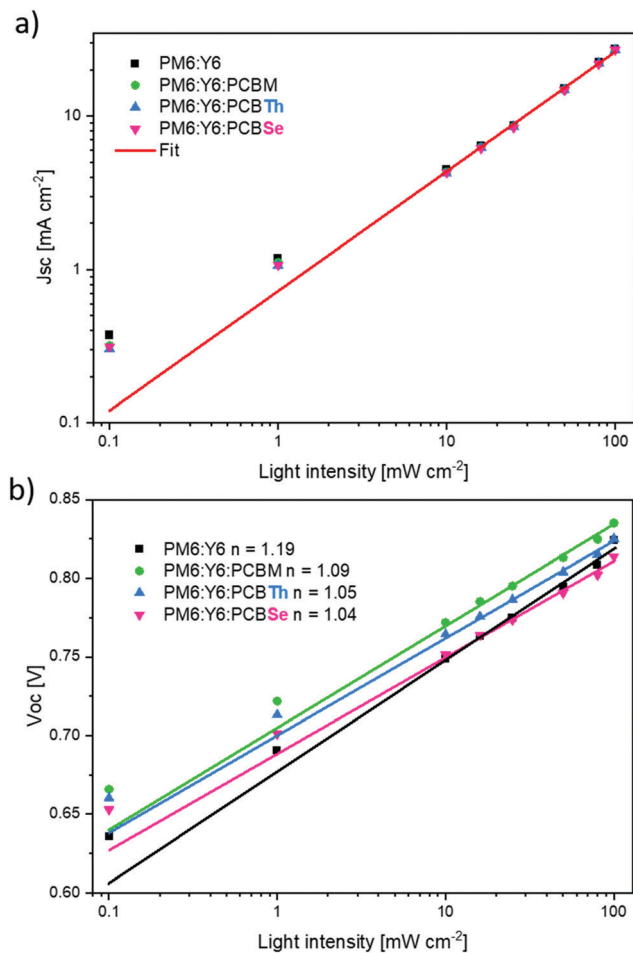 a)
PM6:Y6
PM6:Y6:PCBM
PM6:Y6:PCBTh
PM6:Y6:PCBSe
Fit
10
1
0.1
Jsc [mA cm-2]
0.1 1 10 100
Light intensity [mW cm-2]
b)
0.85
0.80
0.75
0.70
0.65
0.60
Voc [V]
PM6:Y6 n = 1.19
PM6:Y6:PCBM n = 1.09
PM6:Y6:PCBTh n = 1.05
PM6:Y6:PCBSe n = 1.04
0.1 1 10 100
Light intensity [mW cm-2]